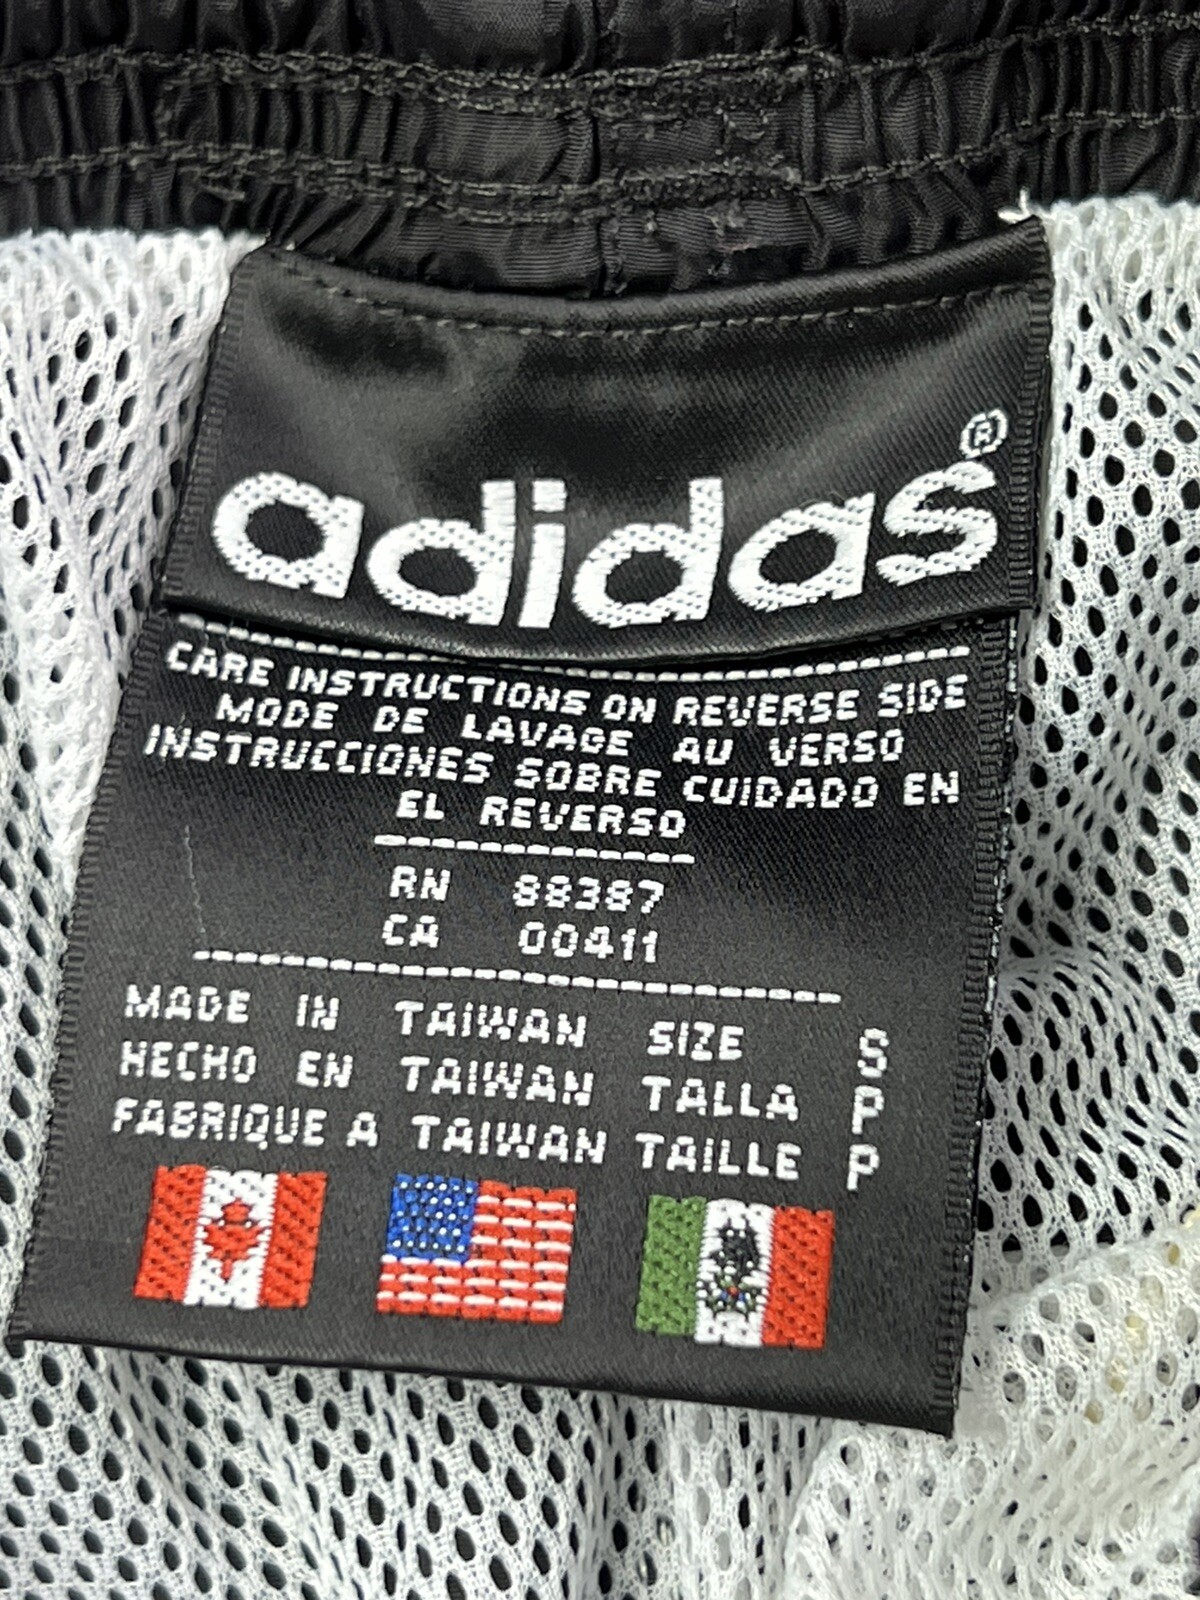 adidas®
CARE INSTRUCTIONS ON REVERSE SIDE
MODE DE LAVAGE AU VERSO
INSTRUCCIONES SOBRE CUIDADO EN
EL REVERSO
RN 88387
CA 00411
MADE IN TAIWAN SIZE S
HECHO EN TAIWAN TALLA P
FABRIQUE A TAIWAN TAILLE P